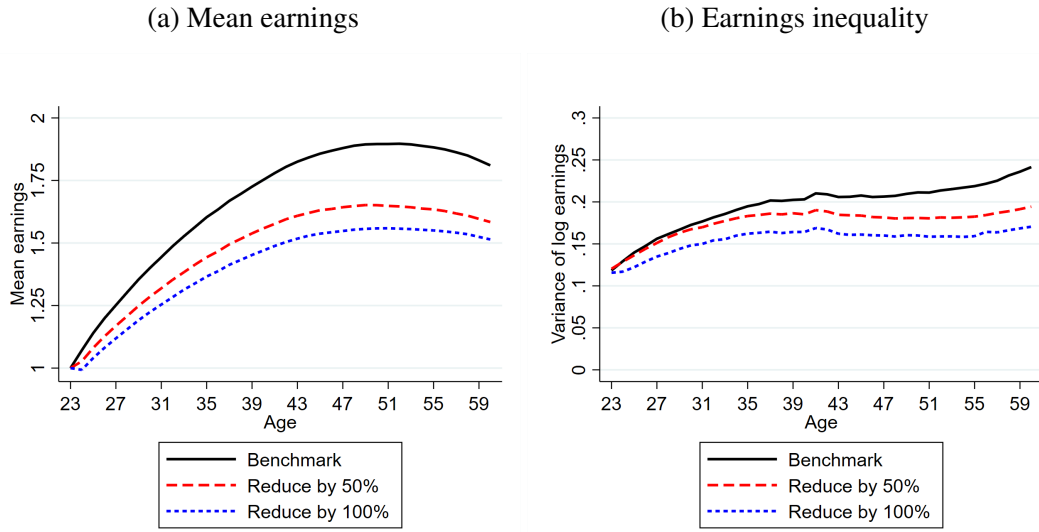 (a) Mean earnings
(b) Earnings inequality
Mean earnings
2
1.75
1.5
1.25
1
23 27 31 35 39 43 47 51 55 59
Age
Benchmark
Reduce by 50%
Reduce by 100%
Variance of log earnings
.3
.25
.2
.15
.1
.05
0
23 27 31 35 39 43 47 51 55 59
Age
Benchmark
Reduce by 50%
Reduce by 100%